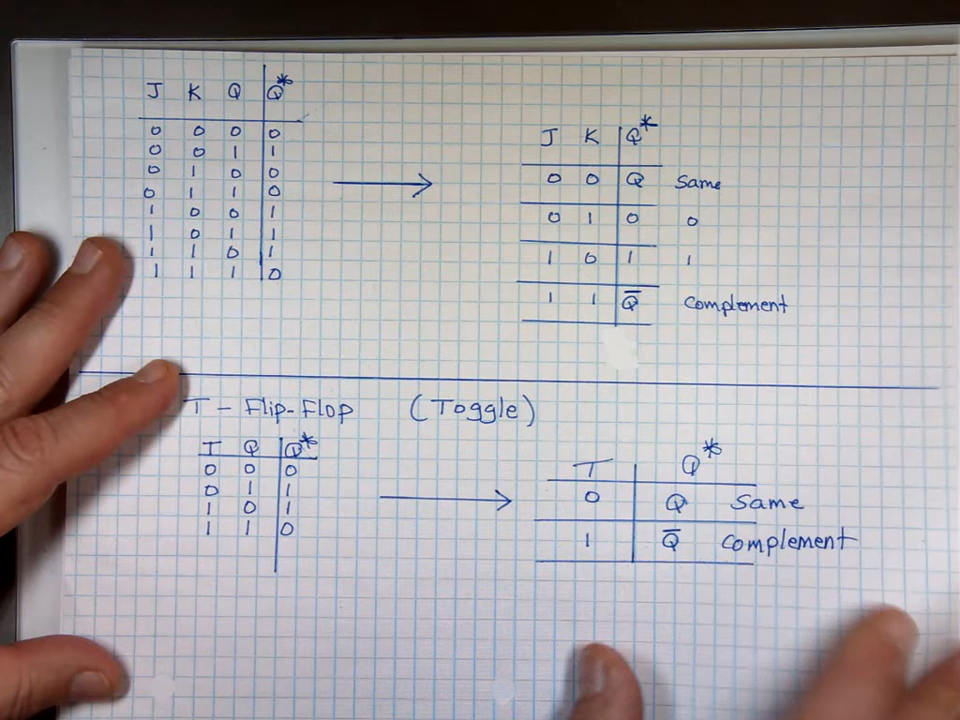 J K Q Q*
0 0 0 0
0 0 1 1
0 1 0 0
0 1 1 0
1 0 0 1
1 0 1 1
1 1 0 1
1 1 1 0
J K Q*
0 0 Q Same
0 1 0 0
1 0 1 1
1 1 Q̅ Complement
T - Flip-Flop (Toggle)
T Q Q*
0 0 0
0 1 1
1 0 1
1 1 0
T Q*
0 Q Same
1 Q̅ Complement